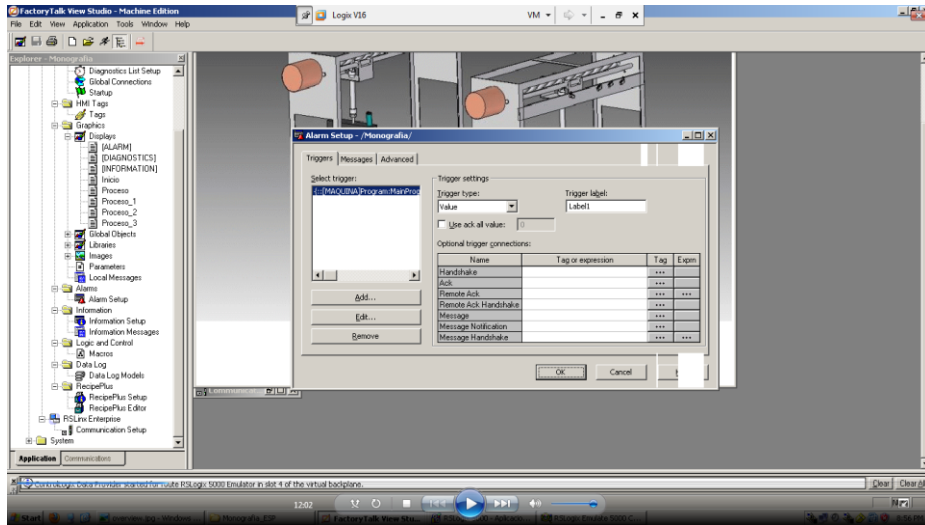 FactoryTalk View Studio - Machine Edition
Logix V16
VM
File Edit View Application Tools Window Help
Explorer - Monografia
Diagnostics List Setup
Global Connections
Startup
HMI Tags
Tags
Graphics
Displays
[ALARM]
[DIAGNOSTICS]
[INFORMATION]
Inicio
Proceso
Proceso_1
Proceso_2
Proceso_3
Global Objects
Libraries
Images
Parameters
Local Messages
Alarms
Alarm Setup
Information
Information Setup
Information Messages
Logic and Control
Macros
Data Log
Data Log Models
RecipePlus
RecipePlus Setup
RecipePlus Editor
RSLinx Enterprise
Communication Setup
System
Application Communications
Alarm Setup - /Monografia/
Triggers Messages Advanced
Select trigger:
[MAQUINA]Program:MainProg
Add...
Edit...
Remove
Trigger settings
Trigger type: Trigger label:
Value Label1
Use ack all value: 0
Optional trigger connections:
Name Tag or expression Tag Exprn
Handshake ...
Ack ...
Remote Ack ... ...
Remote Ack Handshake ...
Message ...
Message Notification ...
Message Handshake ... ...
OK Cancel
ControlLogix Data Provider started for route RSLogix 5000 Emulator in slot 4 of the virtual backplane.
Clear
12:02
Start
Monografia_ESP
FactoryTalk View Stu...
6:56 PM